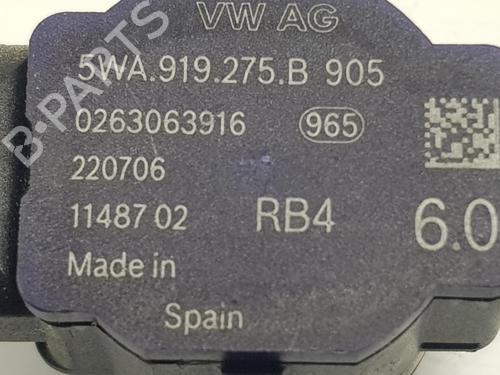 VW AG
5WA.919.275.B 905
0263063916 965
220706
1148702 RB4 6.0
Made in
Spain
B-PARTS